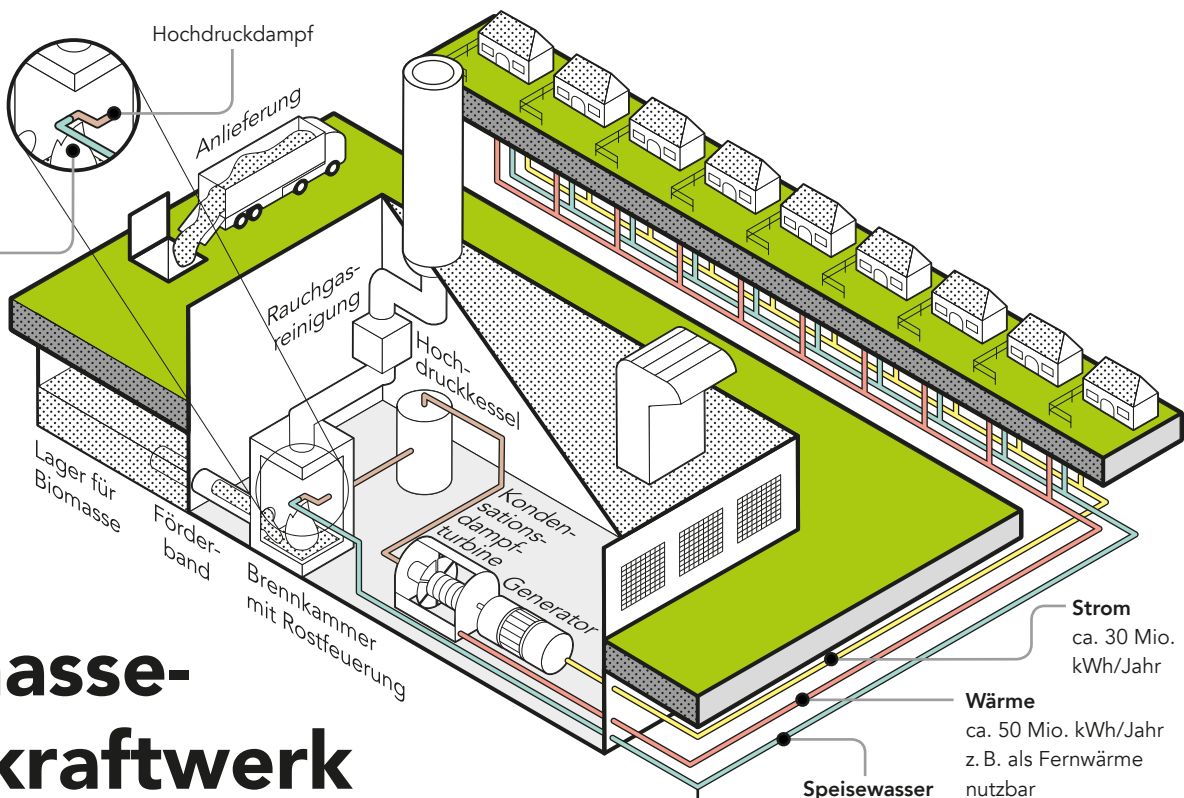 Hochdruckdampf
Anlieferung
Rauchgas-
reinigung
Hoch-
druckkessel
Lager für
Biomasse
Förder-
band
Brennkammer
mit Rostfeuerung
Konden-
sations-
dampf-
turbine
Generator
Strom
ca. 30 Mio.
kWh/Jahr
Wärme
ca. 50 Mio. kWh/Jahr
z. B. als Fernwärme
nutzbar
Speisewasser
asse-
kraftwerk